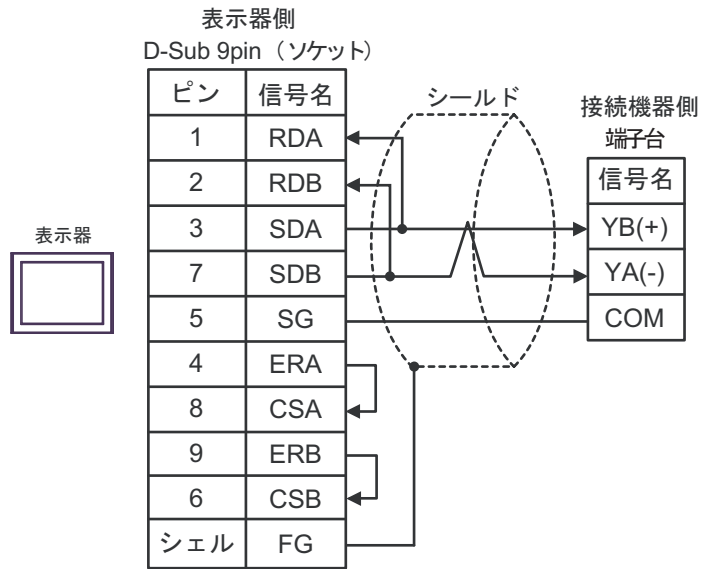 表示器側
D-Sub 9pin（ソケット）
ピン 信号名
1 RDA
2 RDB
3 SDA
7 SDB
5 SG
4 ERA
8 CSA
9 ERB
6 CSB
シェル FG
表示器
シールド
接続機器側
端子台
信号名
YB(+)
YA(-)
COM